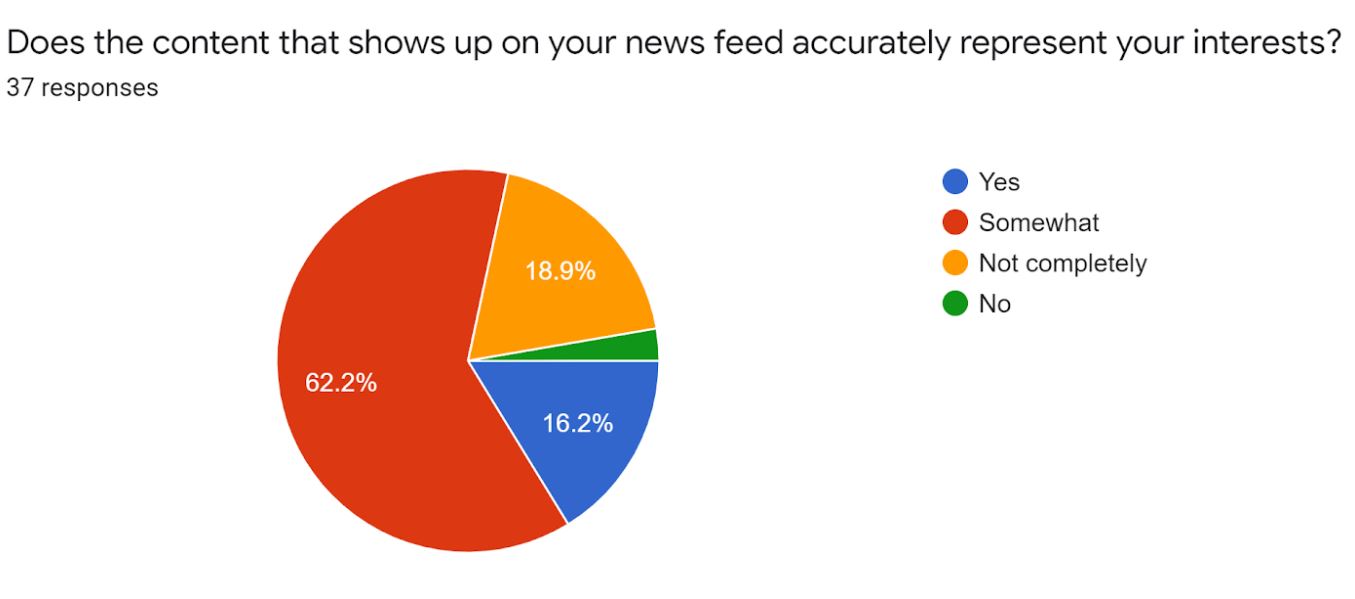 Does the content that shows up on your news feed accurately represent your interests?
37 responses
Yes
Somewhat
Not completely
No
18.9%
62.2%
16.2%